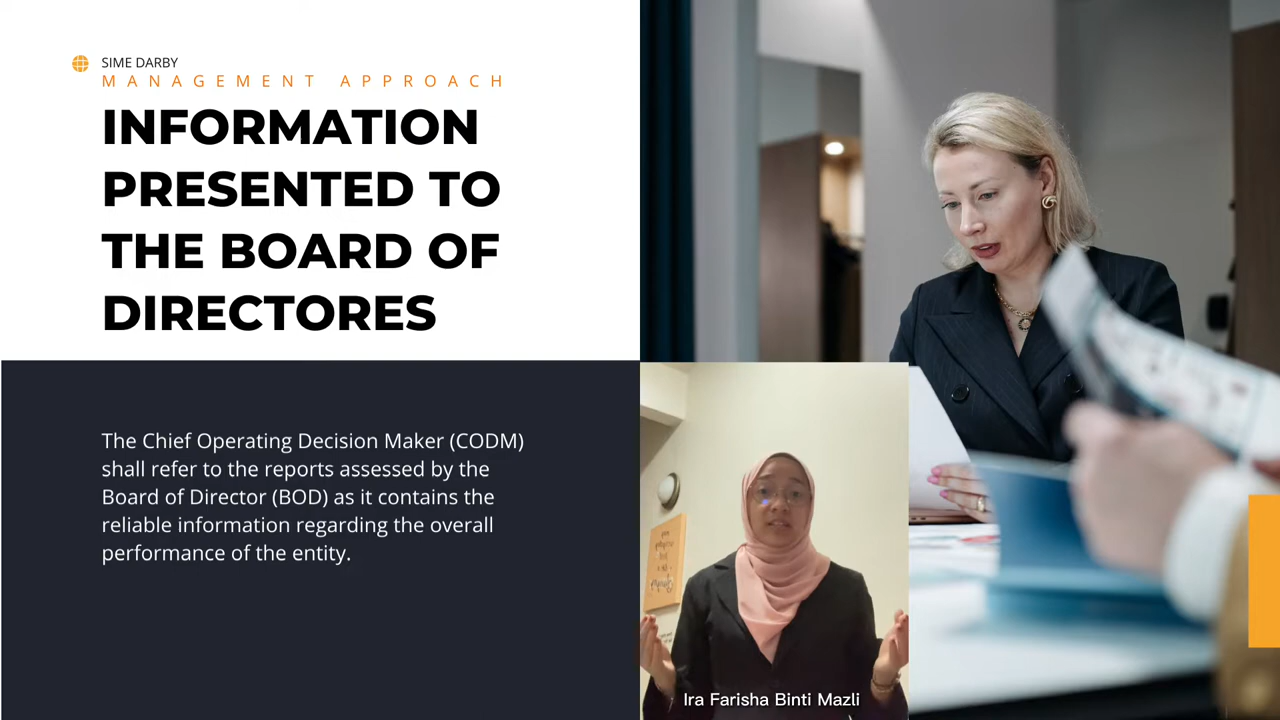 SIME DARBY
MANAGEMENT APPROACH
INFORMATION
PRESENTED TO
THE BOARD OF
DIRECTORES
The Chief Operating Decision Maker (CODM)
shall refer to the reports assessed by the
Board of Director (BOD) as it contains the
reliable information regarding the overall
performance of the entity.
Ira Farisha Binti Mazli